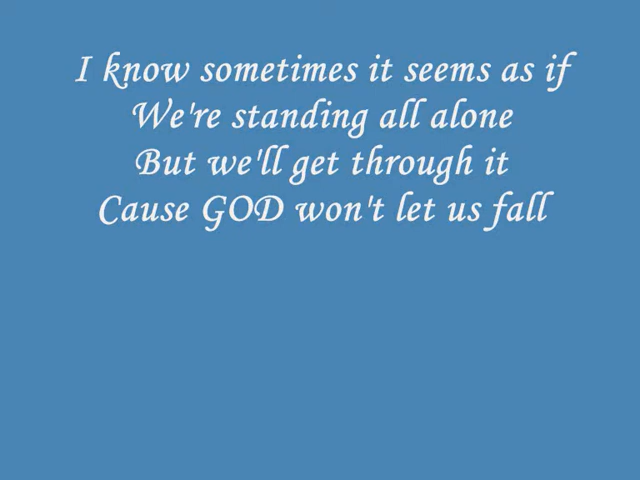 I know sometimes it seems as if
We're standing all alone
But we'll get through it
Cause GOD won't let us fall